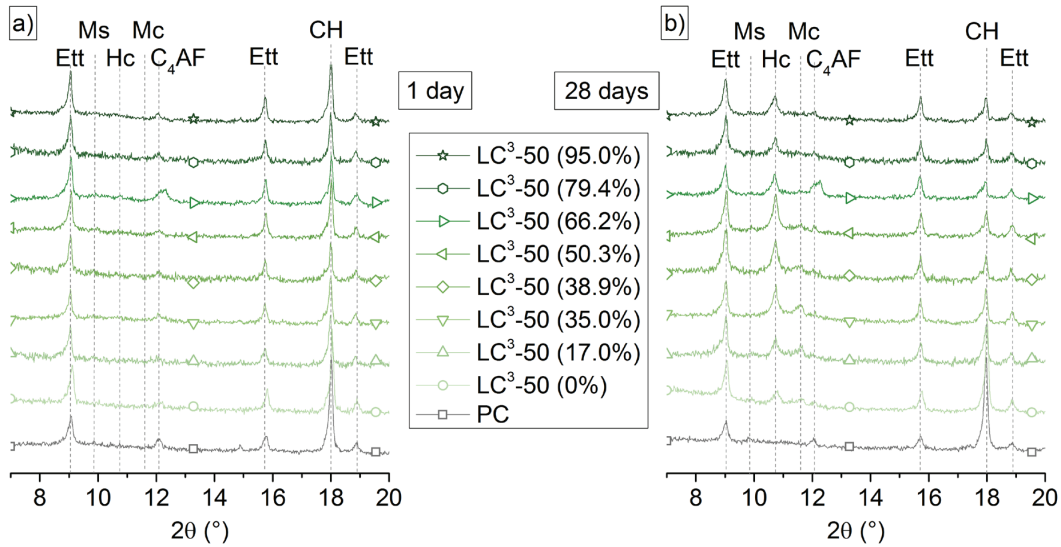 a)
Ms
Mc
CH
Ett
Hc
C₄AF
Ett
Ett
8 10 12 14 16 18 20
2θ (°)
1 day
28 days
LC³-50 (95.0%)
LC³-50 (79.4%)
LC³-50 (66.2%)
LC³-50 (50.3%)
LC³-50 (38.9%)
LC³-50 (35.0%)
LC³-50 (17.0%)
LC³-50 (0%)
PC
b)
Ms
Mc
CH
Ett
Hc
C₄AF
Ett
Ett
8 10 12 14 16 18 20
2θ (°)